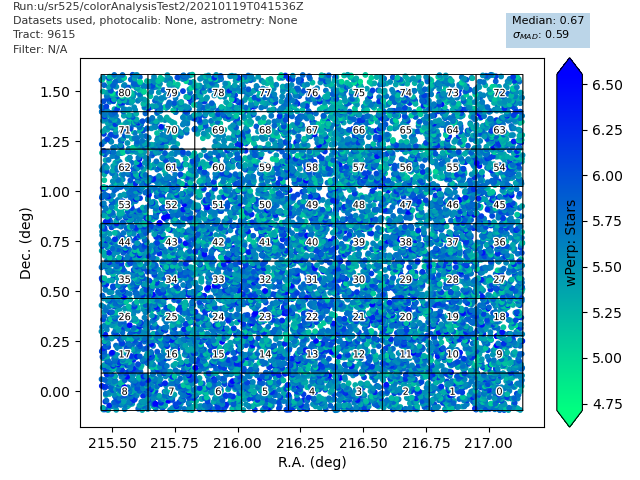 Run:u/sr525/colorAnalysisTest2/20210119T041536Z
Datasets used, photocalib: None, astrometry: None
Tract: 9615
Filter: N/A
Median: 0.67
σMAD: 0.59
80 79 78 77 76 75 74 73 72
71 70 69 68 67 66 65 64 63
62 61 60 59 58 57 56 55 54
53 52 51 50 49 48 47 46 45
44 43 42 41 40 39 38 37 36
35 34 33 32 31 30 29 28 27
26 25 24 23 22 21 20 19 18
17 16 15 14 13 12 11 10 9
8 7 6 5 4 3 2 1 0
1.50
1.25
1.00
0.75
0.50
0.25
0.00
Dec. (deg)
215.50 215.75 216.00 216.25 216.50 216.75 217.00
R.A. (deg)
6.50
6.25
6.00
5.75
5.50
5.25
5.00
4.75
wPerp: Stars